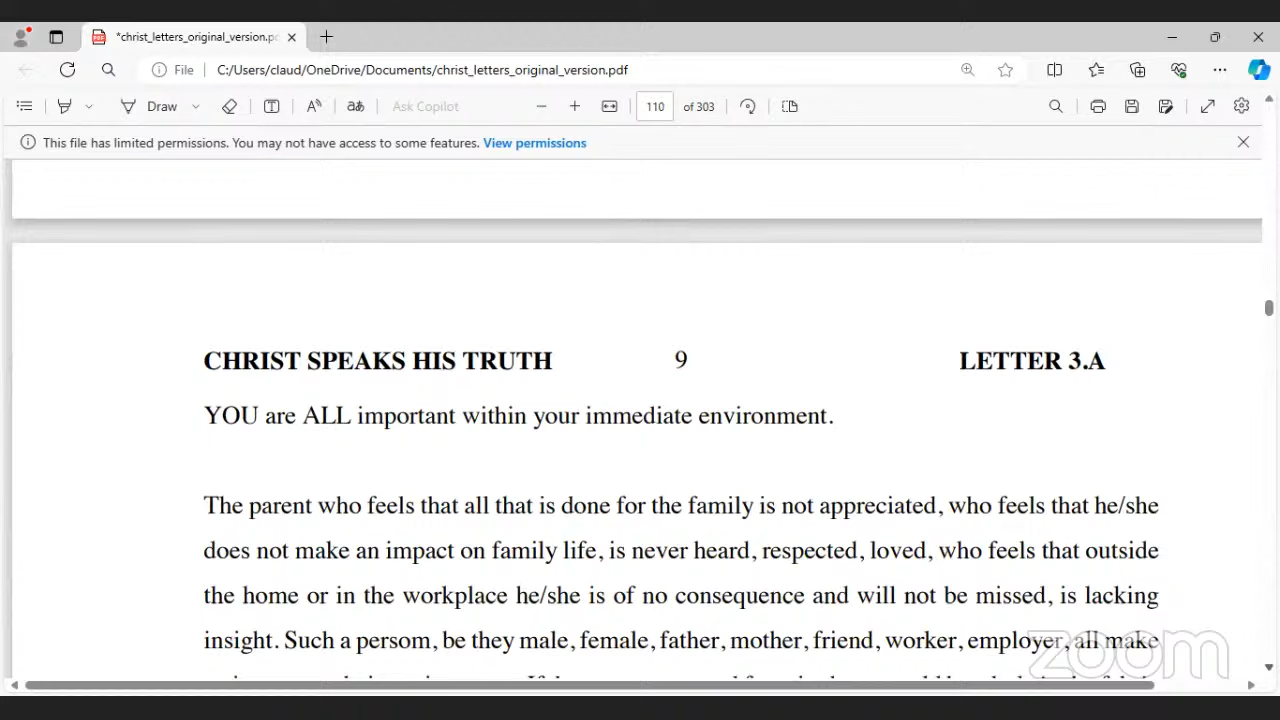 *christ_letters_original_version.pd
File
C:/Users/claud/OneDrive/Documents/christ_letters_original_version.pdf
Draw
Ask Copilot
110 of 303
This file has limited permissions. You may not have access to some features. View permissions
CHRIST SPEAKS HIS TRUTH 9 LETTER 3.A
YOU are ALL important within your immediate environment.
The parent who feels that all that is done for the family is not appreciated, who feels that he/she
does not make an impact on family life, is never heard, respected, loved, who feels that outside
the home or in the workplace he/she is of no consequence and will not be missed, is lacking
insight. Such a persom, be they male, female, father, mother, friend, worker, employer, all make
zoom